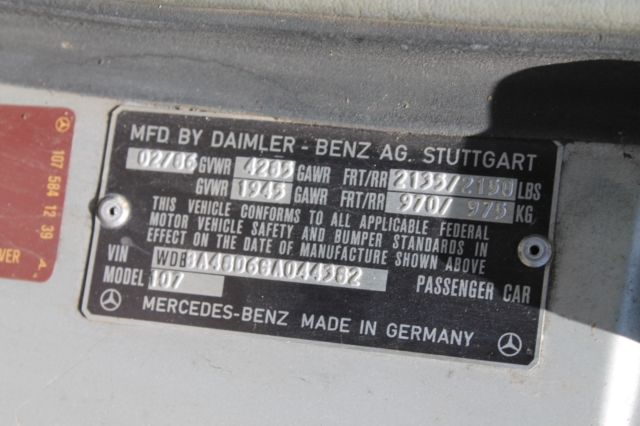 MFD BY DAIMLER - BENZ AG. STUTTGART
02/86 GVWR 4285 GAWR FRT/RR 2135/2150 LBS
GVWR 1945 GAWR FRT/RR 970/ 975 KG
THIS VEHICLE CONFORMS TO ALL APPLICABLE FEDERAL
MOTOR VEHICLE SAFETY AND BUMPER STANDARDS IN
EFFECT ON THE DATE OF MANUFACTURE SHOWN ABOVE
VIN
MODEL 107 PASSENGER CAR
MERCEDES-BENZ MADE IN GERMANY
107 584 12 39